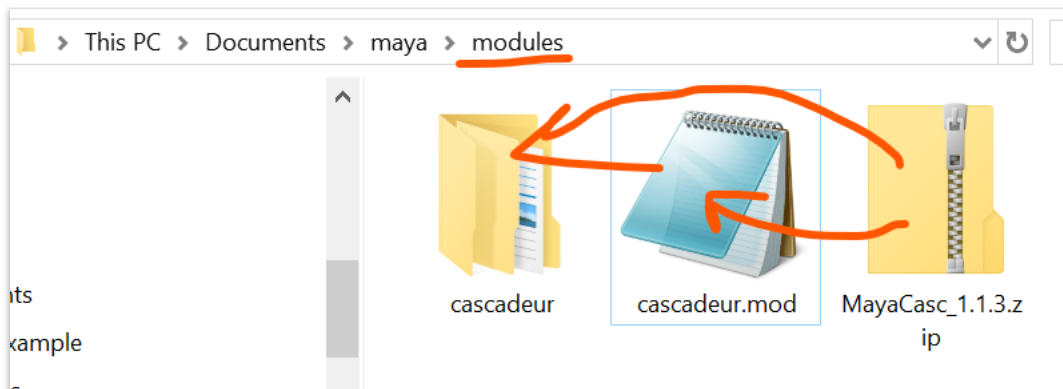 This PC > Documents > maya > modules
cascadeur
cascadeur.mod
MayaCasc_1.1.3.z
ip
nts
xample